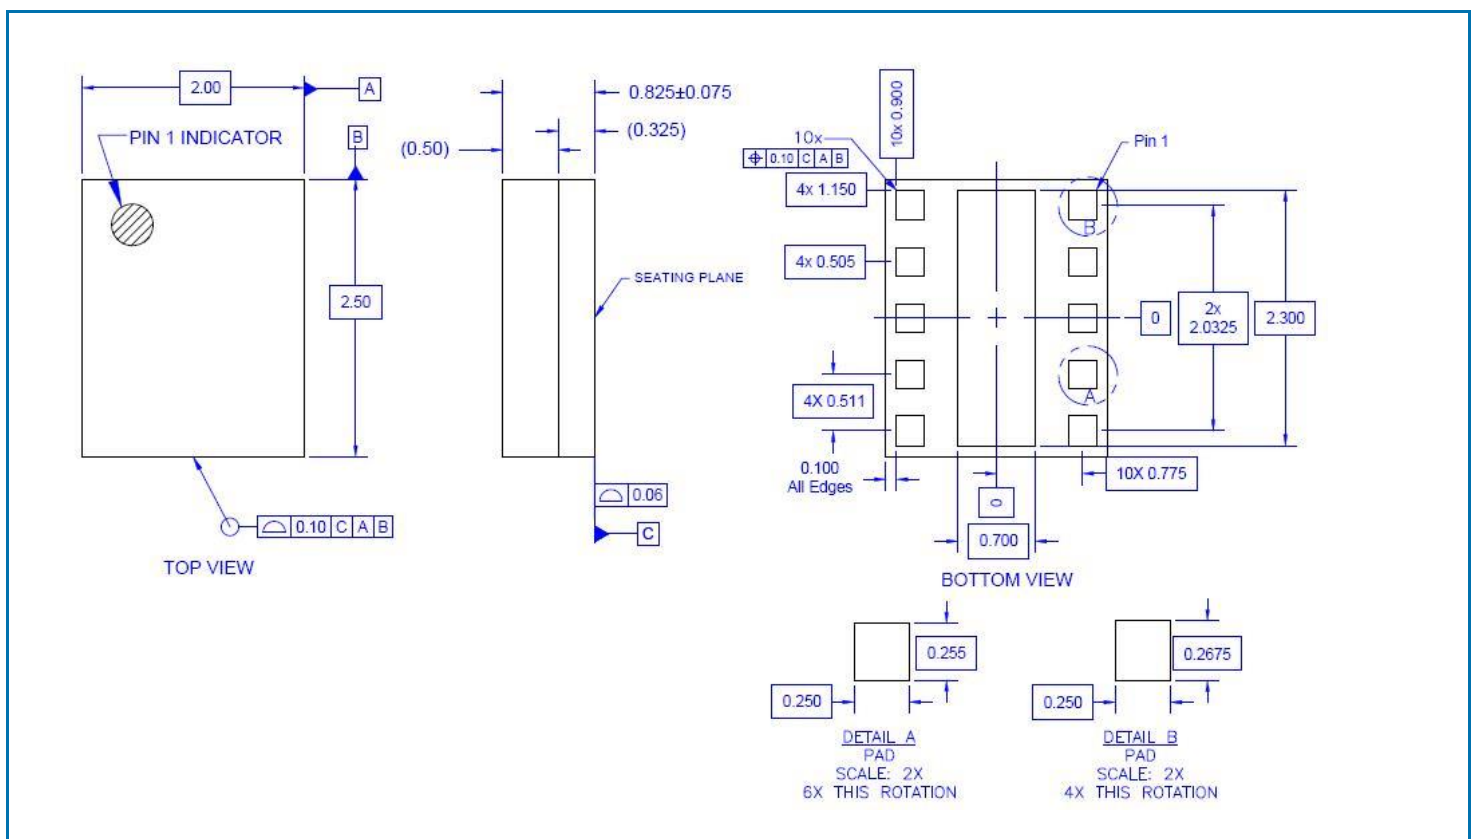 2.00
A
PIN 1 INDICATOR
B
2.50
⌓ 0.10 C A B
TOP VIEW
0.825±0.075
(0.325)
(0.50)
SEATING PLANE
⌓ 0.06
C
10x 0.900
10x
⌖ 0.10 C A B
Pin 1
4x 1.150
B
4x 0.505
0
2x
2.0325
2.300
4X 0.511
A
0.100
All Edges
10X 0.775
0
0.700
BOTTOM VIEW
0.255
0.250
DETAIL A
PAD
SCALE: 2X
6X THIS ROTATION
0.2675
0.250
DETAIL B
PAD
SCALE: 2X
4X THIS ROTATION